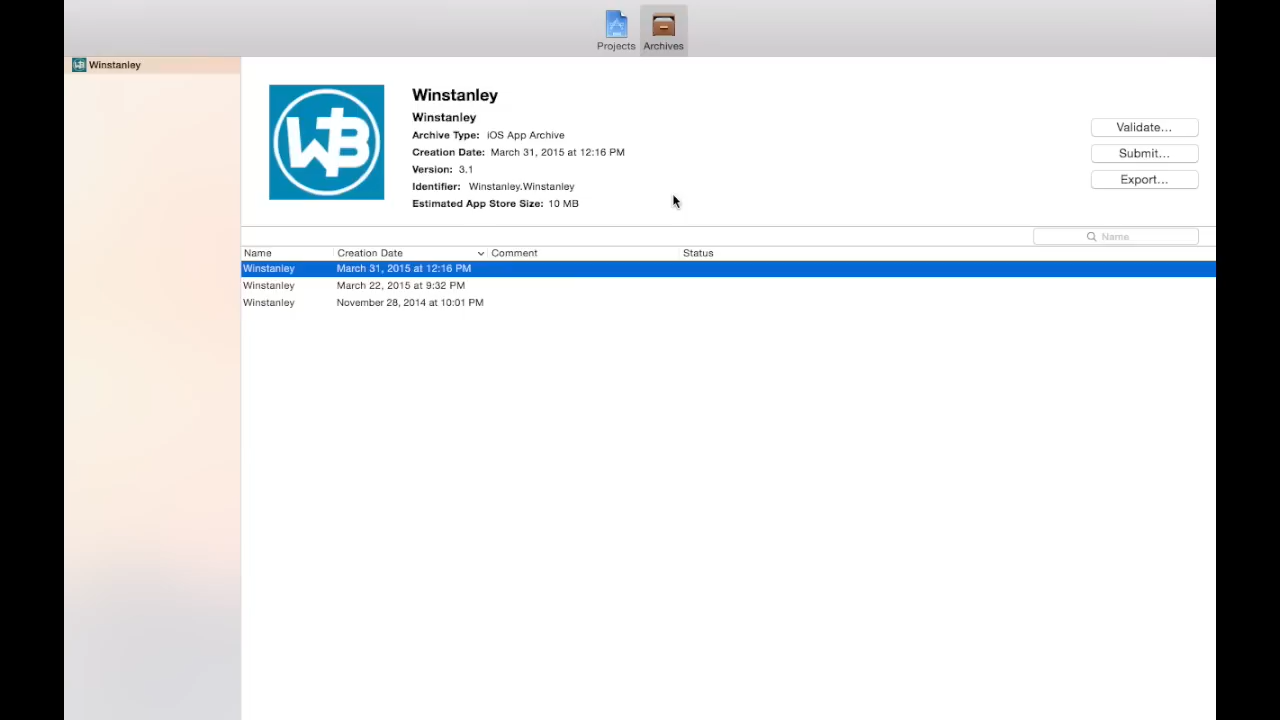 Projects Archives
Winstanley
WB
Winstanley
Winstanley
Archive Type: iOS App Archive
Creation Date: March 31, 2015 at 12:16 PM
Version: 3.1
Identifier: Winstanley.Winstanley
Estimated App Store Size: 10 MB
Validate...
Submit...
Export...
Name
Name Creation Date Comment Status
Winstanley March 31, 2015 at 12:16 PM
Winstanley March 22, 2015 at 9:32 PM
Winstanley November 28, 2014 at 10:01 PM